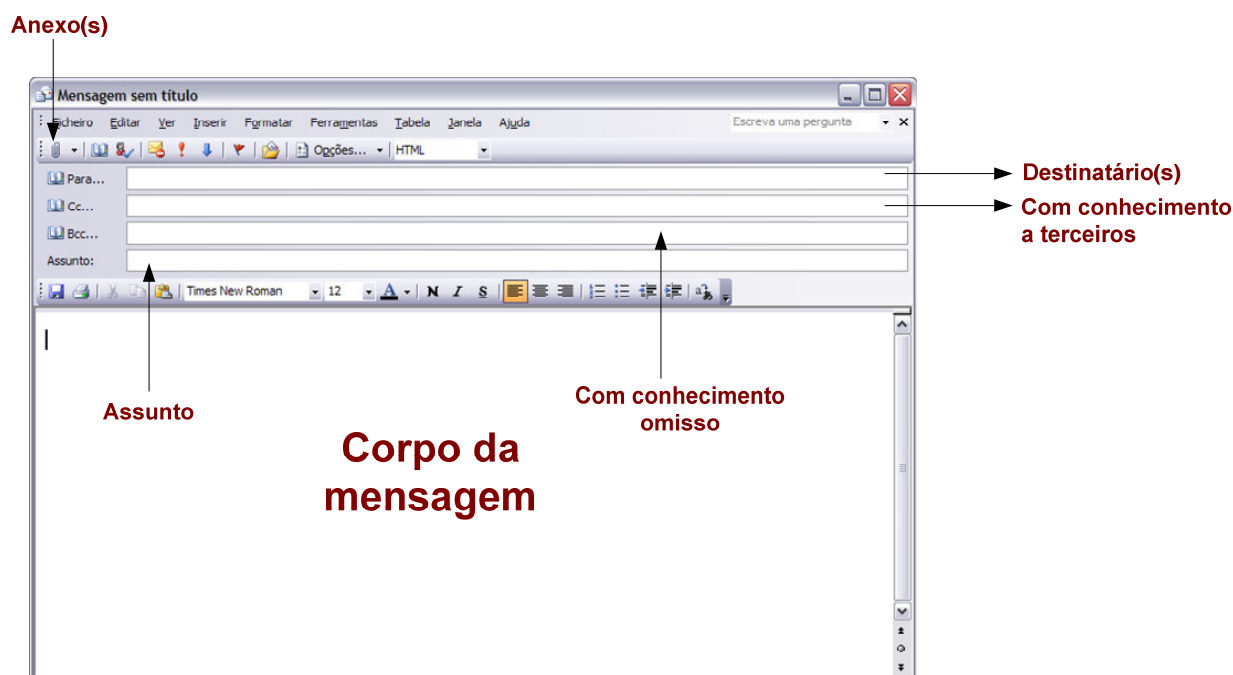 Anexo(s)
Mensagem sem título
Ficheiro Editar Ver Inserir Formatar Ferramentas Tabela Janela Ajuda Escreva uma pergunta
Opções... HTML
Para...
Destinatário(s)
Cc...
Com conhecimento
a terceiros
Bcc...
Assunto:
Times New Roman 12 A N I S
Assunto
Com conhecimento
omisso
Corpo da
mensagem